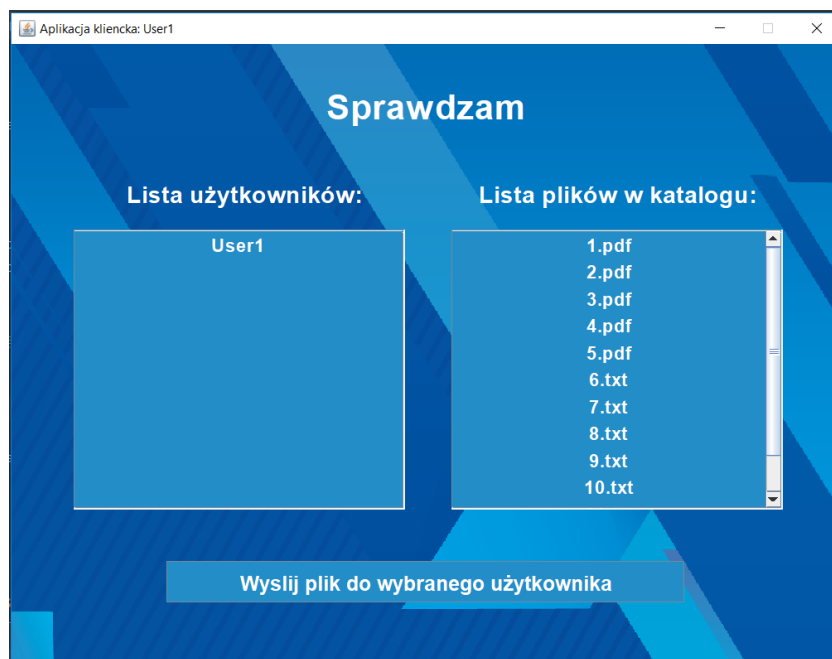 Aplikacja kliencka: User1
Sprawdzam
Lista użytkowników:
User1
Lista plików w katalogu:
1.pdf
2.pdf
3.pdf
4.pdf
5.pdf
6.txt
7.txt
8.txt
9.txt
10.txt
Wyslij plik do wybranego użytkownika